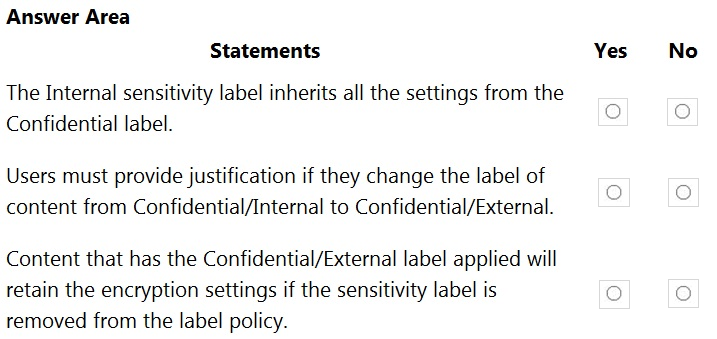 Answer Area
Statements Yes No
The Internal sensitivity label inherits all the settings from the
Confidential label.
Users must provide justification if they change the label of
content from Confidential/Internal to Confidential/External.
Content that has the Confidential/External label applied will
retain the encryption settings if the sensitivity label is
removed from the label policy.